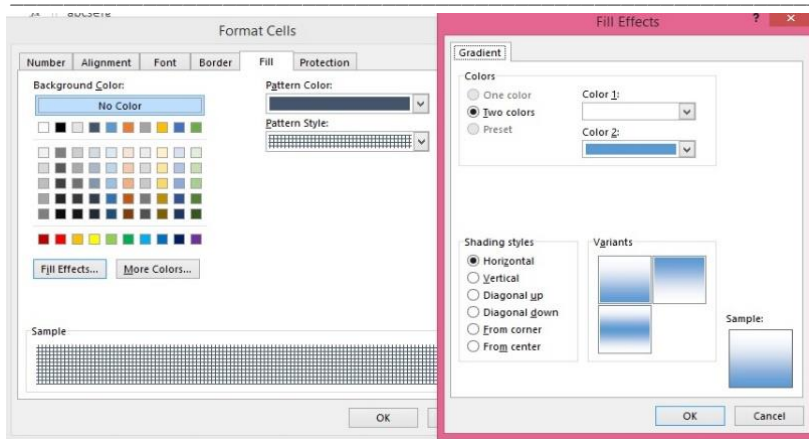 Format Cells
Number Alignment Font Border Fill Protection
Background Color:
No Color
Pattern Color:
Pattern Style:
Fill Effects...
More Colors...
Sample
OK
Fill Effects
?
Gradient
Colors
One color
Two colors
Preset
Color 1:
Color 2:
Shading styles
Horizontal
Vertical
Diagonal up
Diagonal down
From corner
From center
Variants
Sample:
OK
Cancel